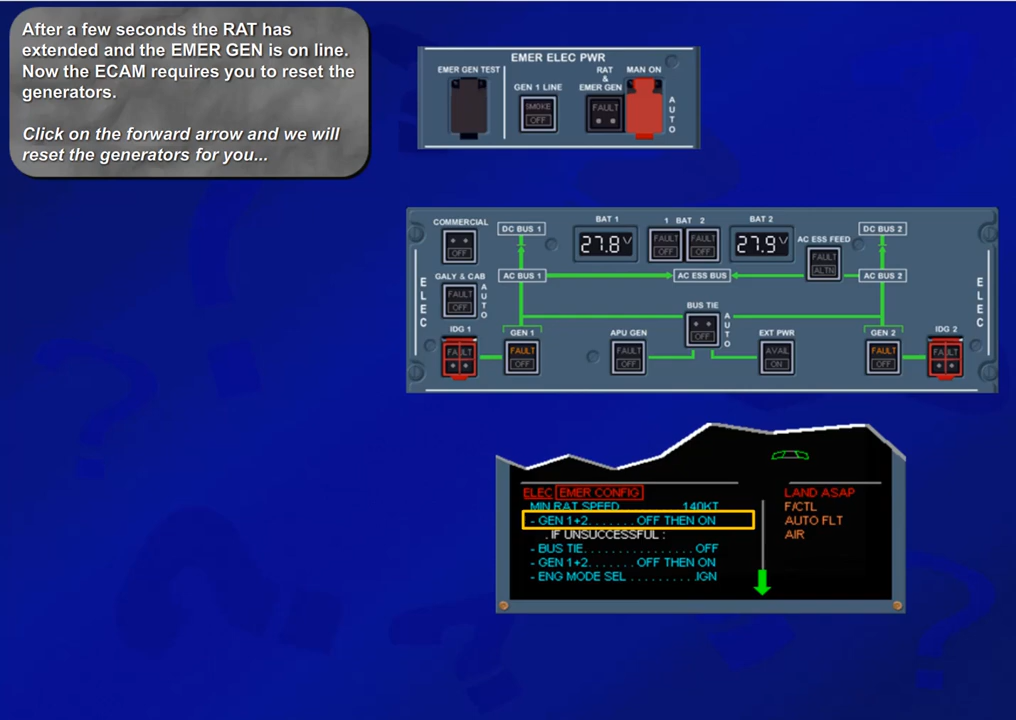 After a few seconds the RAT has
extended and the EMER GEN is on line.
Now the ECAM requires you to reset the
generators.
Click on the forward arrow and we will
reset the generators for you...
EMER ELEC PWR
EMER GEN TEST
GEN 1 LINE
SMOKE
OFF
RAT
&
EMER GEN
FAULT
MAN ON
AUTO
COMMERCIAL
OFF
DC BUS 1
BAT 1
27.8V
1 BAT 2
FAULT
OFF
FAULT
OFF
BAT 2
27.9V
AC ESS FEED
FAULT
ALTN
DC BUS 2
GALY & CAB
FAULT
OFF
AUTO
AC BUS 1
AC ESS BUS
AC BUS 2
ELEC
ELEC
BUS TIE
OFF
AUTO
IDG 1
FAULT
GEN 1
FAULT
OFF
APU GEN
FAULT
OFF
EXT PWR
AVAIL
ON
GEN 2
FAULT
OFF
IDG 2
FAULT
ELEC EMER CONFIG
MIN RAT SPEED 140KT
- GEN 1+2.......OFF THEN ON
. IF UNSUCCESSFUL :
- BUS TIE................OFF
- GEN 1+2.......OFF THEN ON
- ENG MODE SEL ..........IGN
LAND ASAP
F/CTL
AUTO FLT
AIR